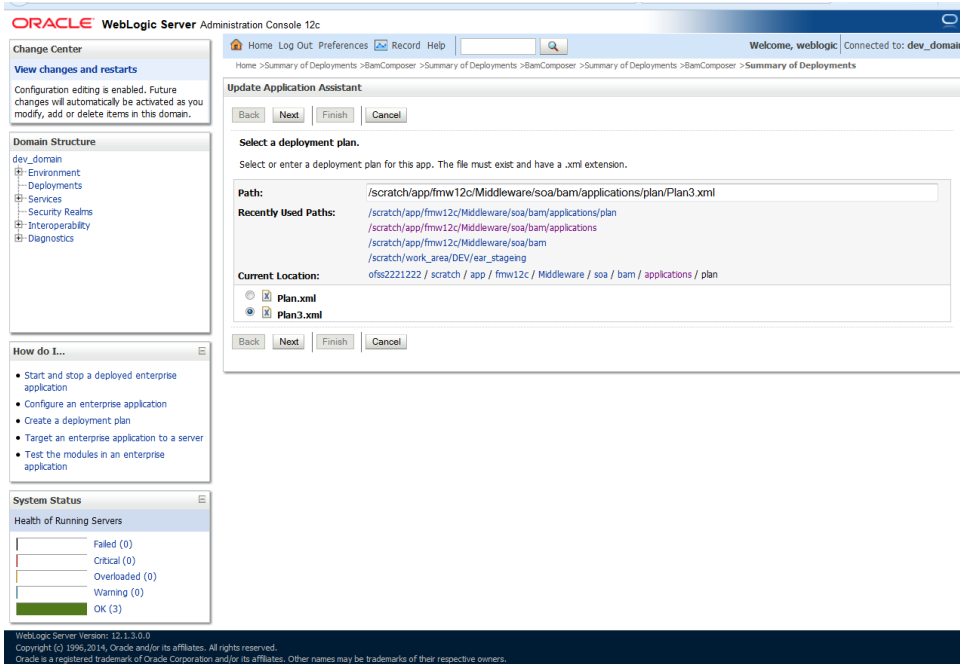 ORACLE WebLogic Server Administration Console 12c
Change Center
View changes and restarts
Configuration editing is enabled. Future
changes will automatically be activated as you
modify, add or delete items in this domain.
Domain Structure
dev_domain
Environment
Deployments
Services
Security Realms
Interoperability
Diagnostics
How do I...
Start and stop a deployed enterprise
application
Configure an enterprise application
Create a deployment plan
Target an enterprise application to a server
Test the modules in an enterprise
application
System Status
Health of Running Servers
Failed (0)
Critical (0)
Overloaded (0)
Warning (0)
OK (3)
Home Log Out Preferences Record Help
Welcome, weblogic Connected to: dev_domain
Home >Summary of Deployments >BamComposer >Summary of Deployments >BamComposer >Summary of Deployments >BamComposer >Summary of Deployments
Update Application Assistant
Back Next Finish Cancel
Select a deployment plan.
Select or enter a deployment plan for this app. The file must exist and have a .xml extension.
Path: /scratch/app/fmw12c/Middleware/soa/bam/applications/plan/Plan3.xml
Recently Used Paths: /scratch/app/fmw12c/Middleware/soa/bam/applications/plan
/scratch/app/fmw12c/Middleware/soa/bam/applications
/scratch/app/fmw12c/Middleware/soa/bam
/scratch/work_area/DEV/ear_stageing
Current Location: ofss2221222 / scratch / app / fmw12c / Middleware / soa / bam / applications / plan
Plan.xml
Plan3.xml
Back Next Finish Cancel
WebLogic Server Version: 12.1.3.0.0
Copyright (c) 1996,2014, Oracle and/or its affiliates. All rights reserved.
Oracle is a registered trademark of Oracle Corporation and/or its affiliates. Other names may be trademarks of their respective owners.